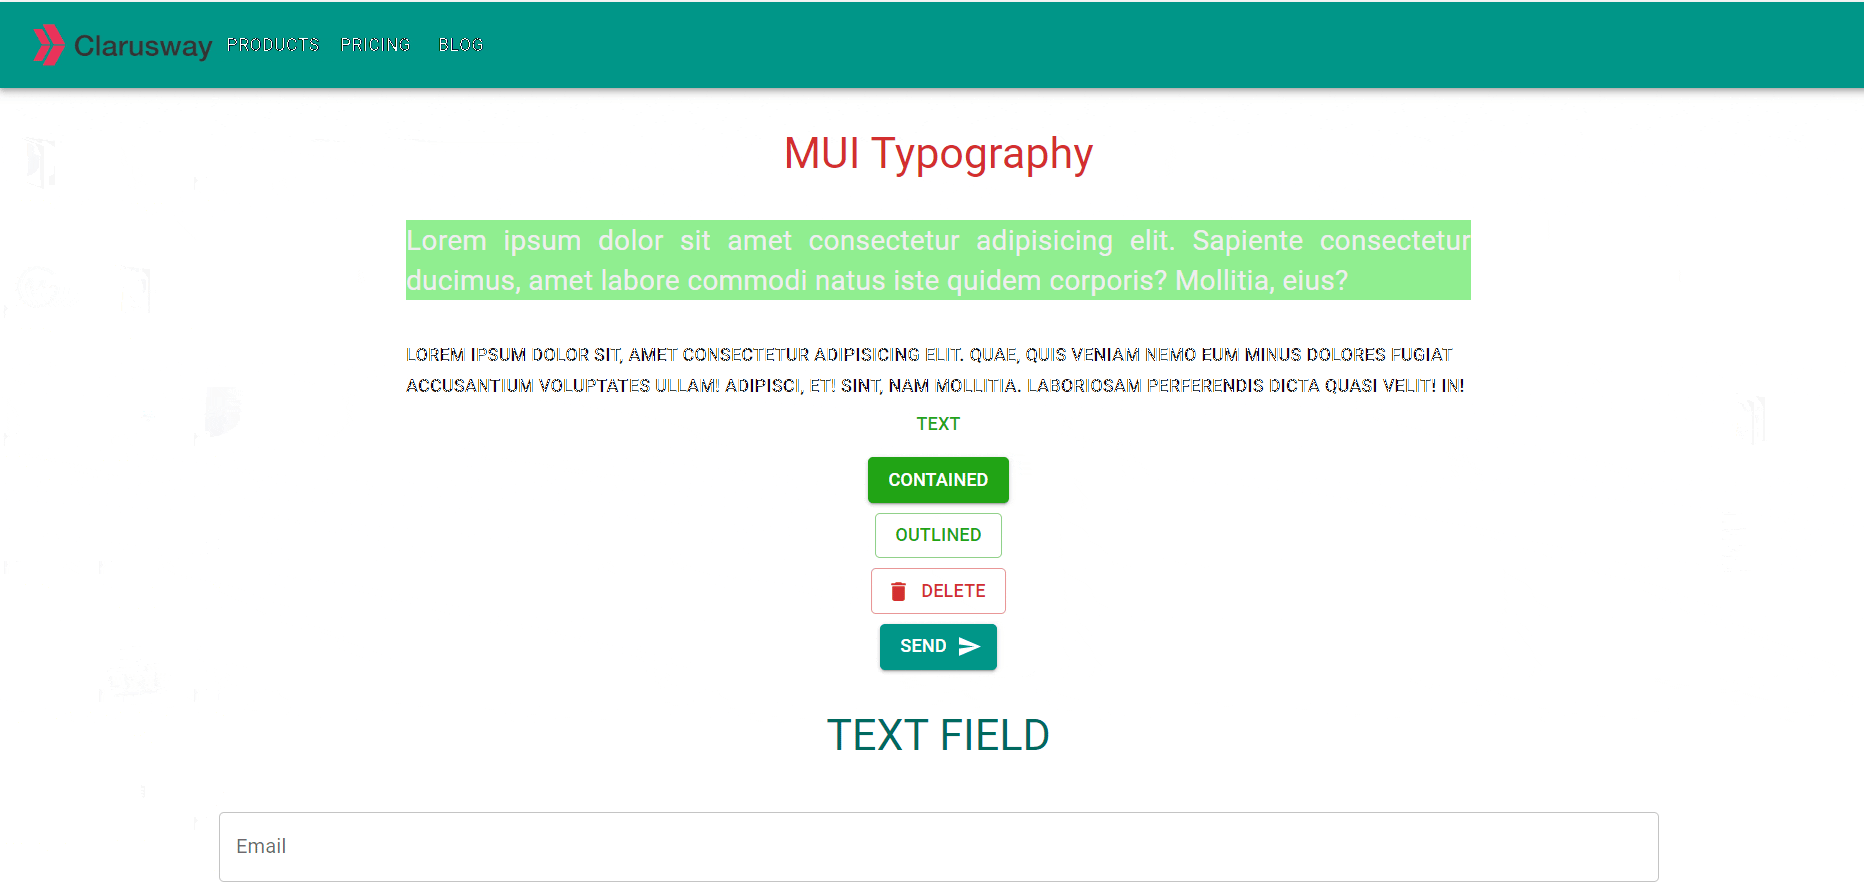 Clarusway PRODUCTS PRICING BLOG
MUI Typography
Lorem ipsum dolor sit amet consectetur adipisicing elit. Sapiente consectetur
ducimus, amet labore commodi natus iste quidem corporis? Mollitia, eius?
LOREM IPSUM DOLOR SIT, AMET CONSECTETUR ADIPISICING ELIT. QUAE, QUIS VENIAM NEMO EUM MINUS DOLORES FUGIAT
ACCUSANTIUM VOLUPTATES ULLAM! ADIPISCI, ET! SINT, NAM MOLLITIA. LABORIOSAM PERFERENDIS DICTA QUASI VELIT! IN!
TEXT
CONTAINED
OUTLINED
DELETE
SEND
TEXT FIELD
Email